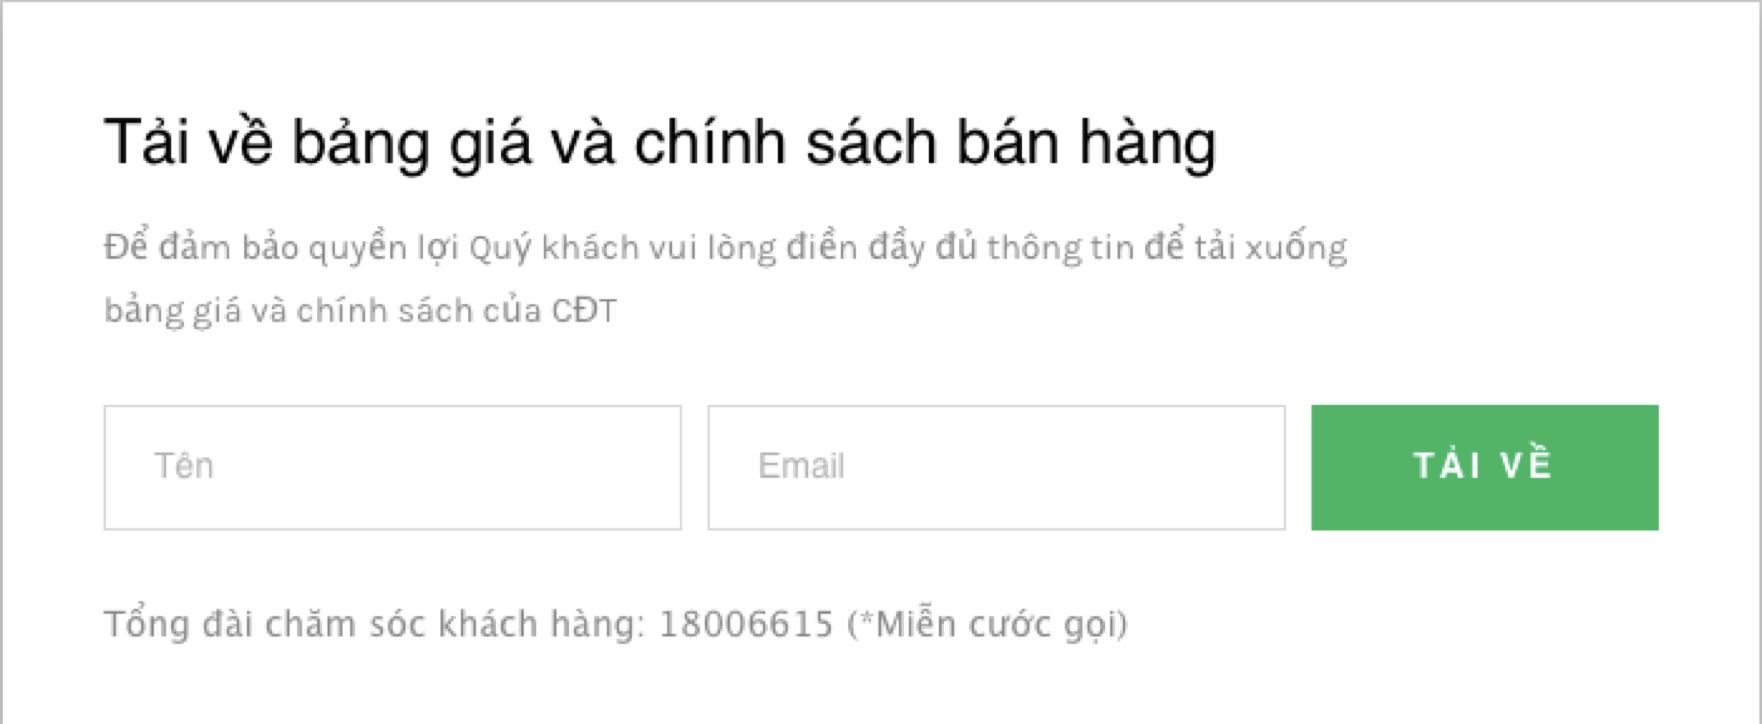 Tải về bảng giá và chính sách bán hàng
Để đảm bảo quyền lợi Quý khách vui lòng điền đầy đủ thông tin để tải xuống
bảng giá và chính sách của CĐT
Tên
Email
TẢI VỀ
Tổng đài chăm sóc khách hàng: 18006615 (*Miễn cước gọi)